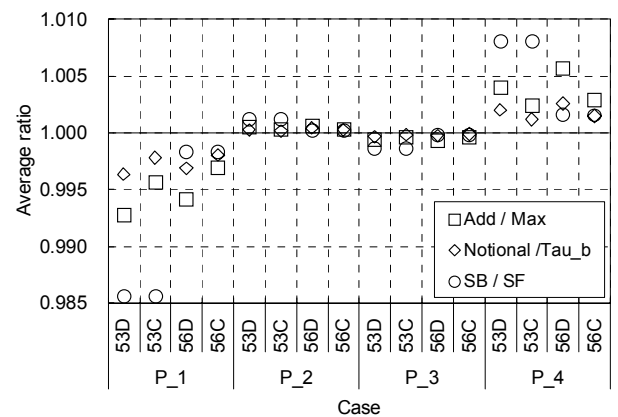 1.010
1.005
1.000
0.995
0.990
0.985
Average ratio
Add / Max
Notional /Tau_b
SB / SF
53D 53C 56D 56C 53D 53C 56D 56C 53D 53C 56D 56C 53D 53C 56D 56C
P_1 P_2 P_3 P_4
Case